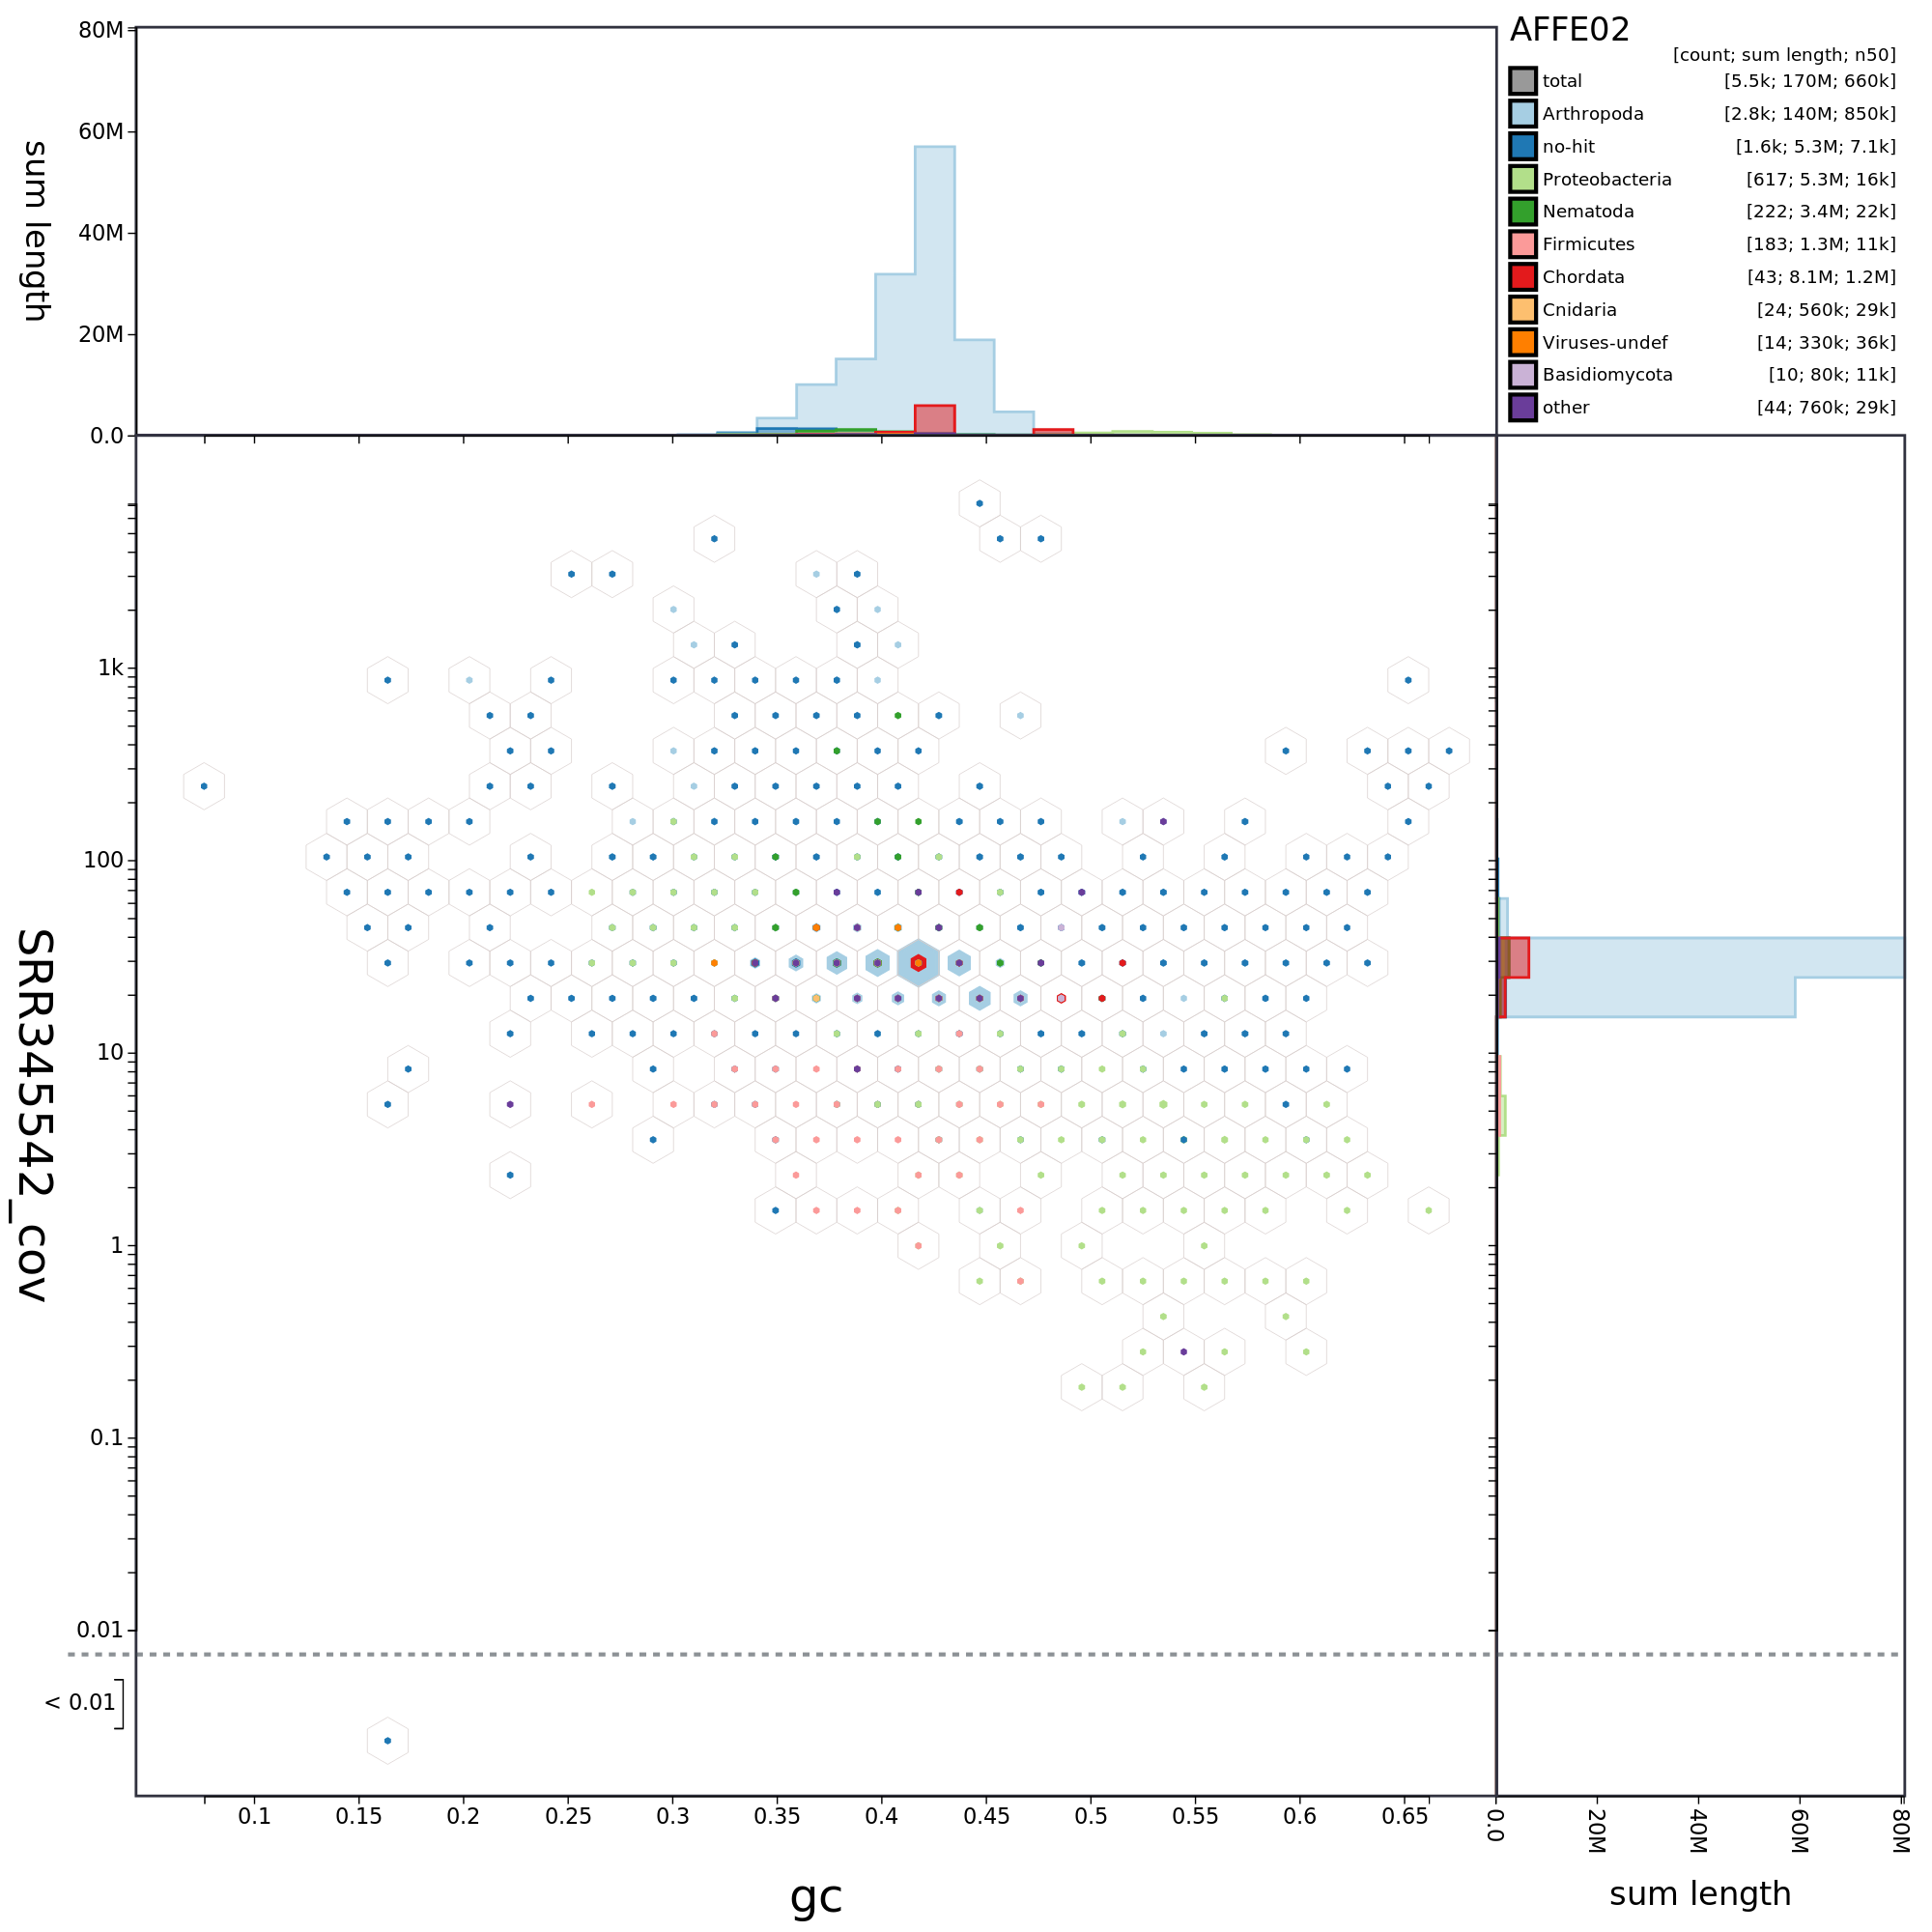 AFFE02
[count; sum length; n50]
total [5.5k; 170M; 660k]
Arthropoda [2.8k; 140M; 850k]
no-hit [1.6k; 5.3M; 7.1k]
Proteobacteria [617; 5.3M; 16k]
Nematoda [222; 3.4M; 22k]
Firmicutes [183; 1.3M; 11k]
Chordata [43; 8.1M; 1.2M]
Cnidaria [24; 560k; 29k]
Viruses-undef [14; 330k; 36k]
Basidiomycota [10; 80k; 11k]
other [44; 760k; 29k]
sum length
80M
60M
40M
20M
0.0
SRR345542_cov
1k
100
10
1
0.1
0.01
< 0.01
0.1 0.15 0.2 0.25 0.3 0.35 0.4 0.45 0.5 0.55 0.6 0.65
gc
0.0 20M 40M 60M 80M
sum length